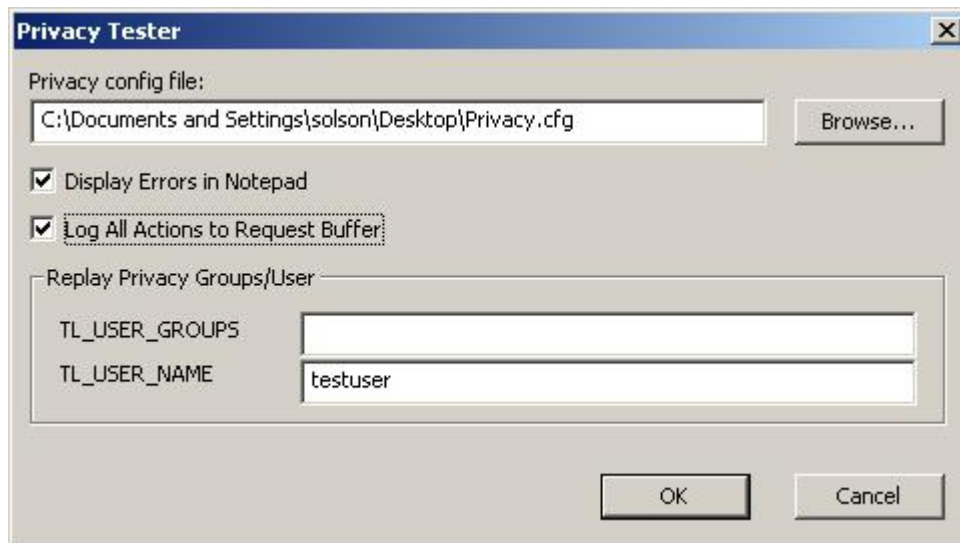 Privacy Tester
Privacy config file:
C:\Documents and Settings\solson\Desktop\Privacy.cfg
Browse...
Display Errors in Notepad
Log All Actions to Request Buffer
Replay Privacy Groups/User
TL_USER_GROUPS
TL_USER_NAME
testuser
OK
Cancel